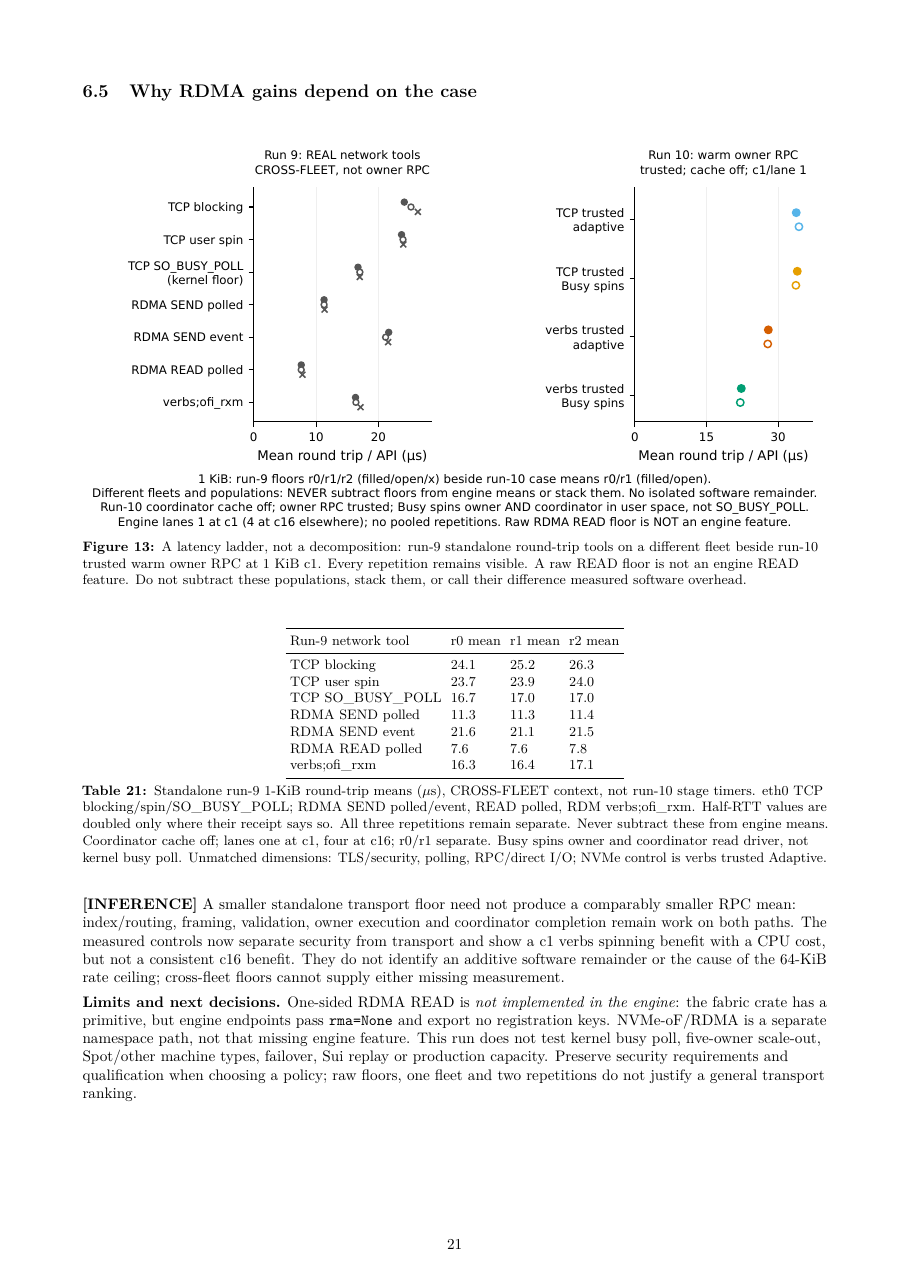 6.5 Why RDMA gains depend on the case
Run 9: REAL network tools
CROSS-FLEET, not owner RPC
TCP blocking
TCP user spin
TCP SO_BUSY_POLL
(kernel floor)
RDMA SEND polled
RDMA SEND event
RDMA READ polled
verbs;ofi_rxm
0 10 20
Mean round trip / API (µs)
Run 10: warm owner RPC
trusted; cache off; c1/lane 1
TCP trusted
adaptive
TCP trusted
Busy spins
verbs trusted
adaptive
verbs trusted
Busy spins
0 15 30
Mean round trip / API (µs)
1 KiB: run-9 floors r0/r1/r2 (filled/open/x) beside run-10 case means r0/r1 (filled/open).
Different fleets and populations: NEVER subtract floors from engine means or stack them. No isolated software remainder.
Run-10 coordinator cache off; owner RPC trusted; Busy spins owner AND coordinator in user space, not SO_BUSY_POLL.
Engine lanes 1 at c1 (4 at c16 elsewhere); no pooled repetitions. Raw RDMA READ floor is NOT an engine feature.
Figure 13: A latency ladder, not a decomposition: run-9 standalone round-trip tools on a different fleet beside run-10
trusted warm owner RPC at 1 KiB c1. Every repetition remains visible. A raw READ floor is not an engine READ
feature. Do not subtract these populations, stack them, or call their difference measured software overhead.
Run-9 network tool r0 mean r1 mean r2 mean
TCP blocking 24.1 25.2 26.3
TCP user spin 23.7 23.9 24.0
TCP SO_BUSY_POLL 16.7 17.0 17.0
RDMA SEND polled 11.3 11.3 11.4
RDMA SEND event 21.6 21.1 21.5
RDMA READ polled 7.6 7.6 7.8
verbs;ofi_rxm 16.3 16.4 17.1
Table 21: Standalone run-9 1-KiB round-trip means (µs), CROSS-FLEET context, not run-10 stage timers. eth0 TCP
blocking/spin/SO_BUSY_POLL; RDMA SEND polled/event, READ polled, RDM verbs;ofi_rxm. Half-RTT values are
doubled only where their receipt says so. All three repetitions remain separate. Never subtract these from engine means.
Coordinator cache off; lanes one at c1, four at c16; r0/r1 separate. Busy spins owner and coordinator read driver, not
kernel busy poll. Unmatched dimensions: TLS/security, polling, RPC/direct I/O; NVMe control is verbs trusted Adaptive.
[INFERENCE] A smaller standalone transport floor need not produce a comparably smaller RPC mean:
index/routing, framing, validation, owner execution and coordinator completion remain work on both paths. The
measured controls now separate security from transport and show a c1 verbs spinning benefit with a CPU cost,
but not a consistent c16 benefit. They do not identify an additive software remainder or the cause of the 64-KiB
rate ceiling; cross-fleet floors cannot supply either missing measurement.
Limits and next decisions. One-sided RDMA READ is not implemented in the engine: the fabric crate has a
primitive, but engine endpoints pass rma=None and export no registration keys. NVMe-oF/RDMA is a separate
namespace path, not that missing engine feature. This run does not test kernel busy poll, five-owner scale-out,
Spot/other machine types, failover, Sui replay or production capacity. Preserve security requirements and
qualification when choosing a policy; raw floors, one fleet and two repetitions do not justify a general transport
ranking.
21